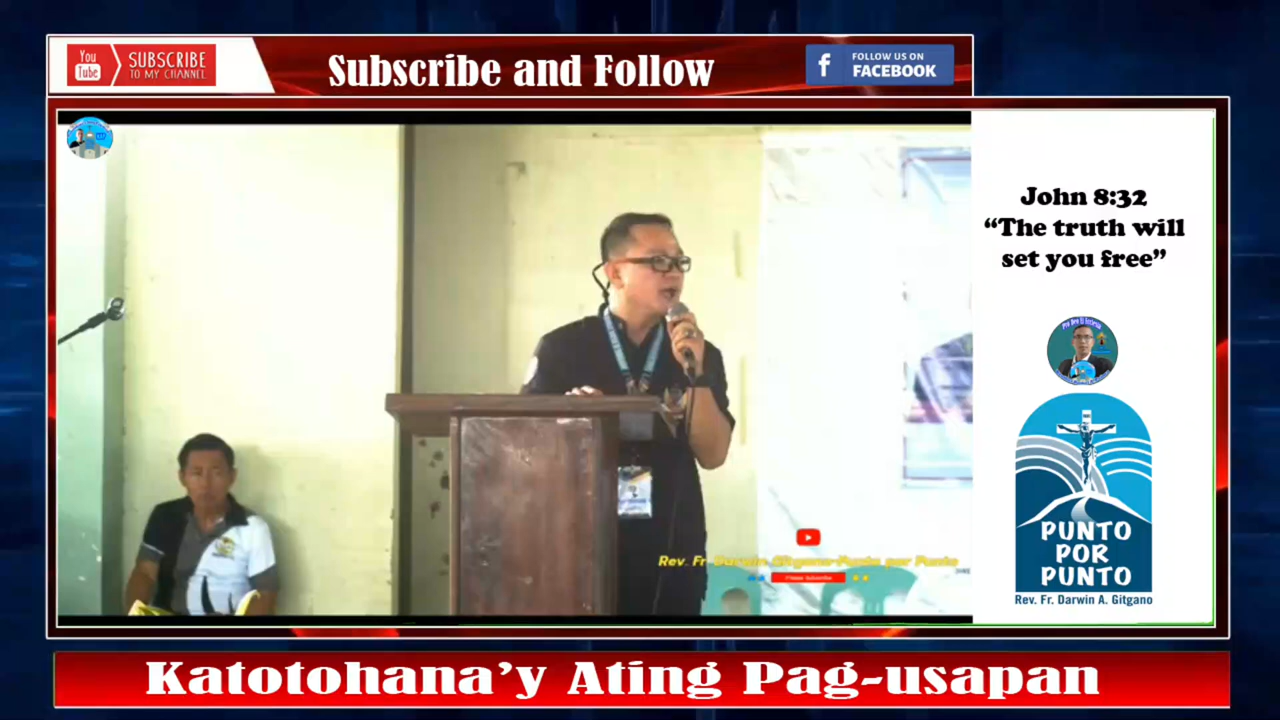 You
Tube
SUBSCRIBE
TO MY CHANNEL
Subscribe and Follow
f
FOLLOW US ON
FACEBOOK
John 8:32
“The truth will
set you free”
PUNTO
POR
PUNTO
Rev. Fr. Darwin A. Gitgano
Rev. Fr. Darwin Gitgano-Punto por Punto
Katotohana’y Ating Pag-usapan